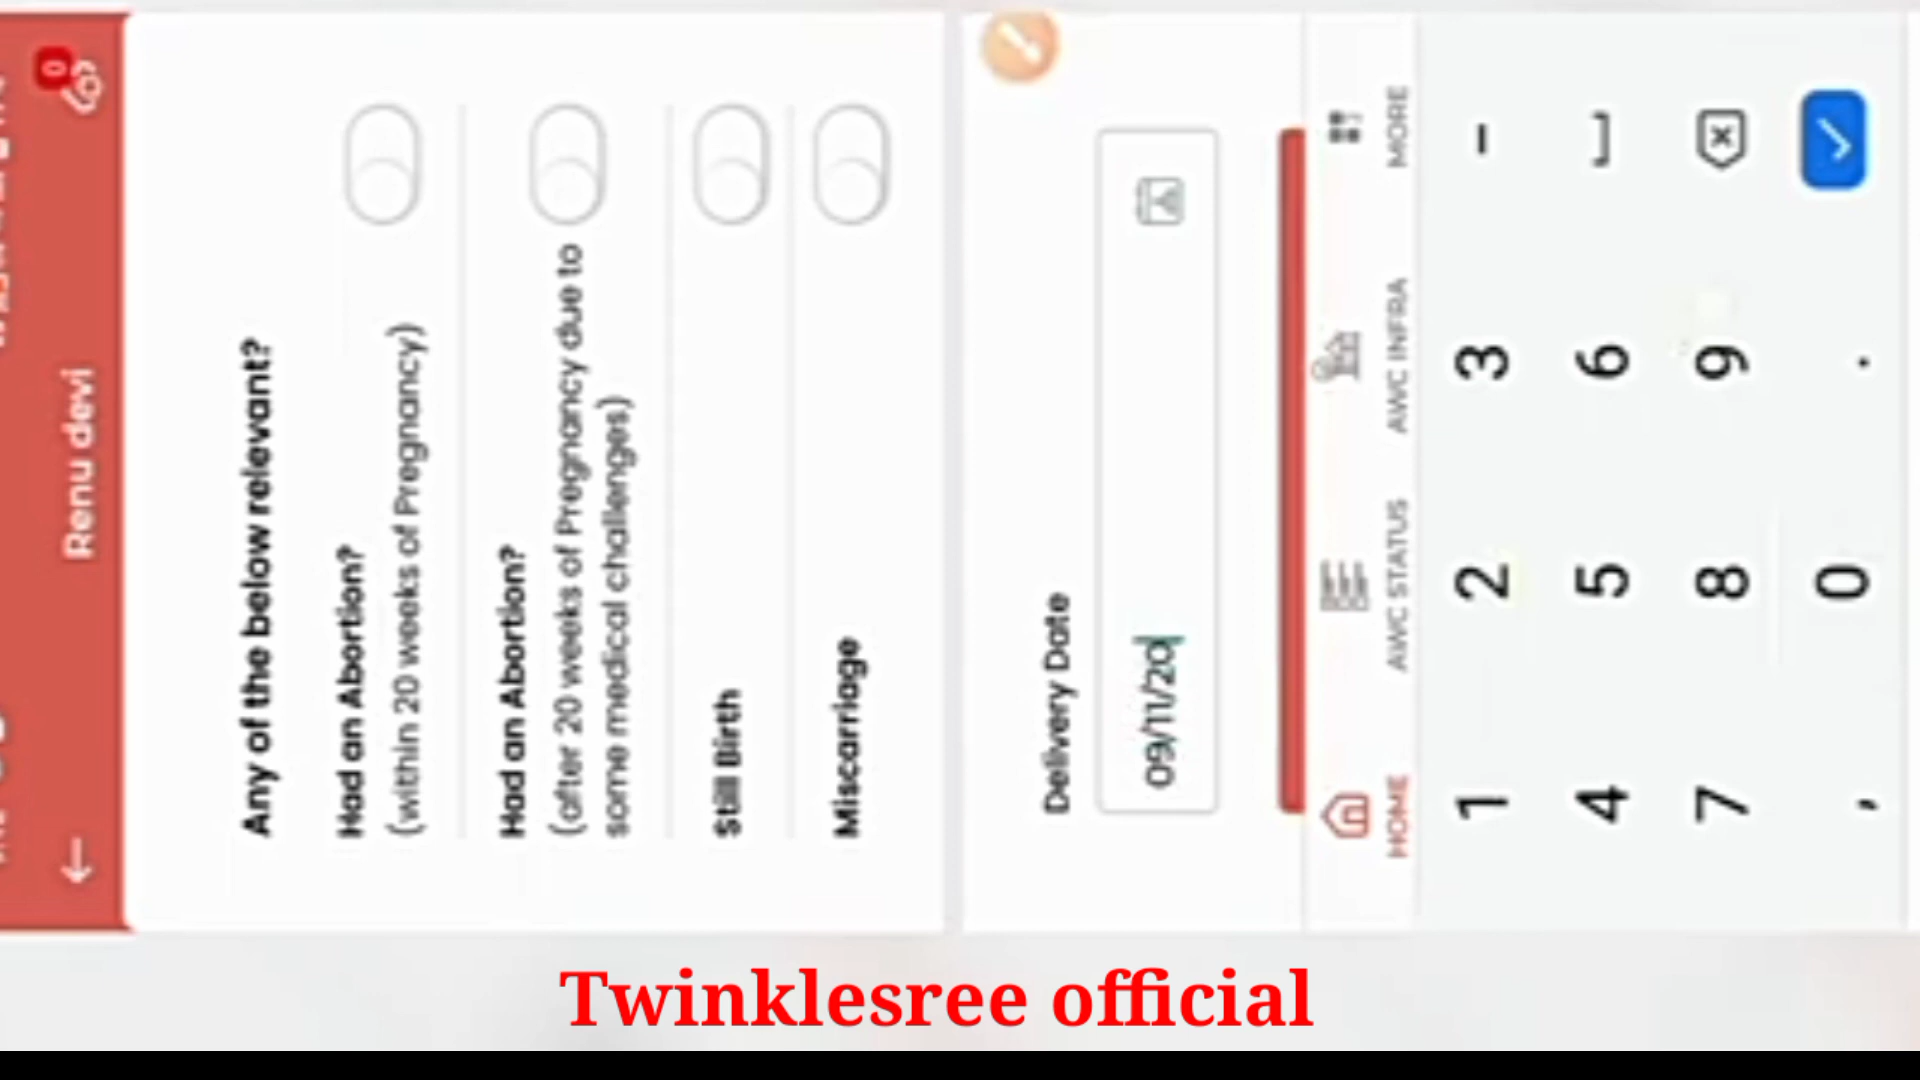 0
Renu devi
Any of the below relevant?
Had an Abortion?
(within 20 weeks of Pregnancy)
Had an Abortion?
(after 20 weeks of Pregnancy due to
some medical challenges)
Still Birth
Miscarriage
Delivery Date
09/11/20
HOME
AWC STATUS
AWC INFRA
MORE
1 2 3 -
4 5 6
7 8 9
, 0 .
Twinklesree official